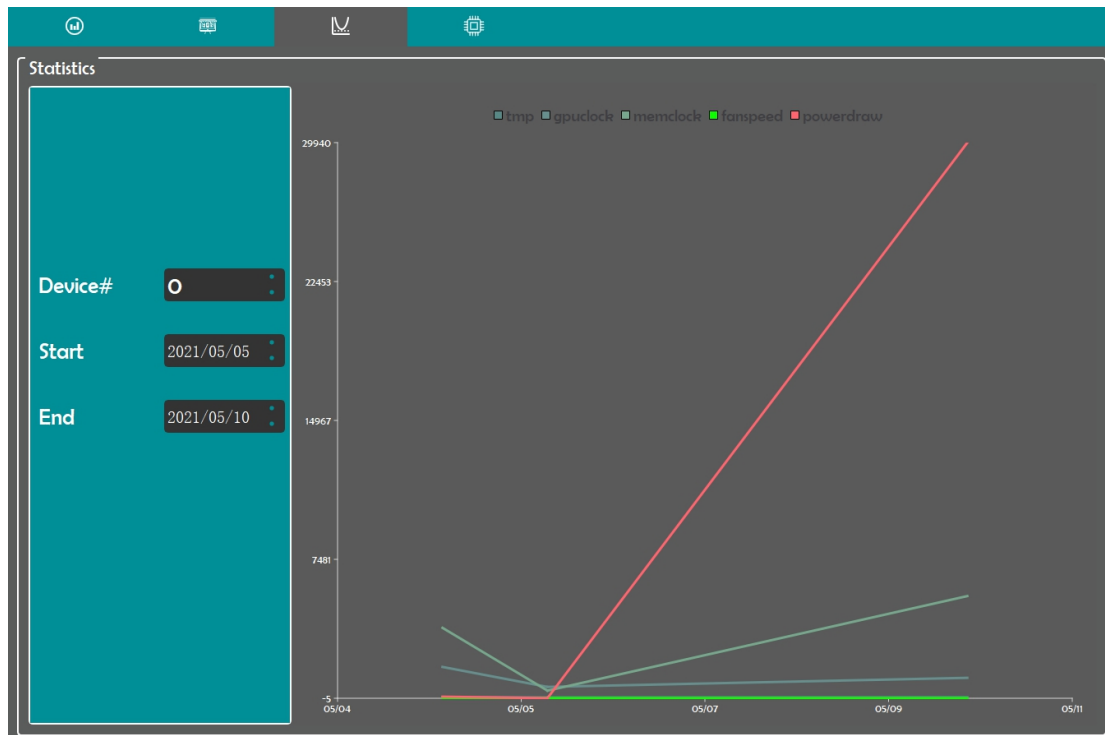 Statistics
tmp gpuclock memclock fanspeed powerdraw
29940
22453
14967
7481
-5
05/04 05/05 05/07 05/09 05/11
Device# 0
Start 2021/05/05
End 2021/05/10